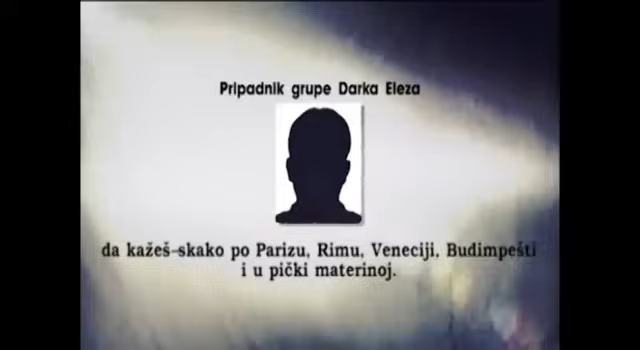 Pripadnik grupe Darka Eleza
da kažeš-skako po Parizu, Rimu, Veneciji, Budimpešti
i u pički materinoj.